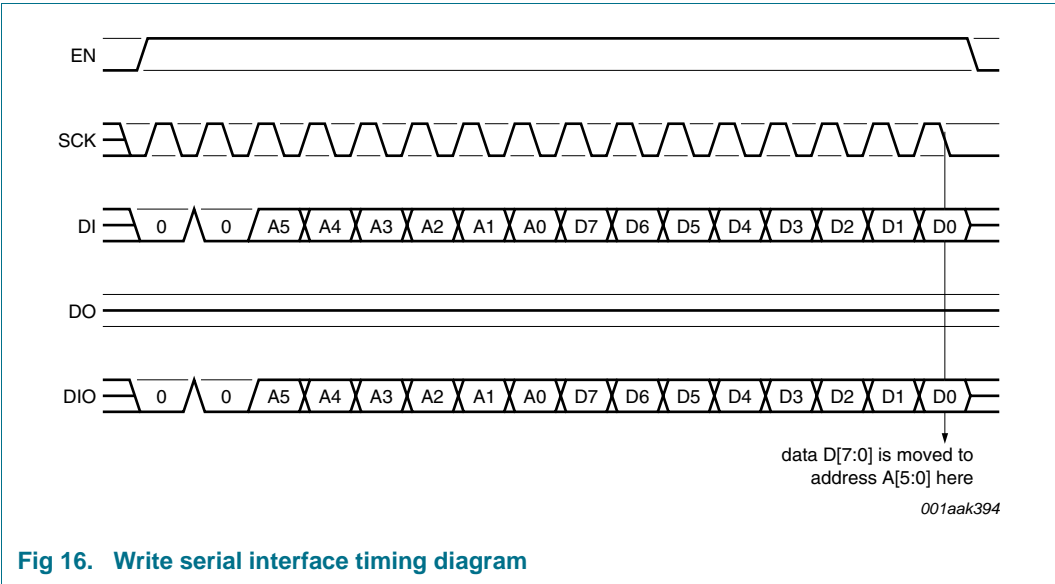 EN
SCK
DI 0 0 A5 A4 A3 A2 A1 A0 D7 D6 D5 D4 D3 D2 D1 D0
DO
DIO 0 0 A5 A4 A3 A2 A1 A0 D7 D6 D5 D4 D3 D2 D1 D0
data D[7:0] is moved to
address A[5:0] here
001aak394
Fig 16. Write serial interface timing diagram